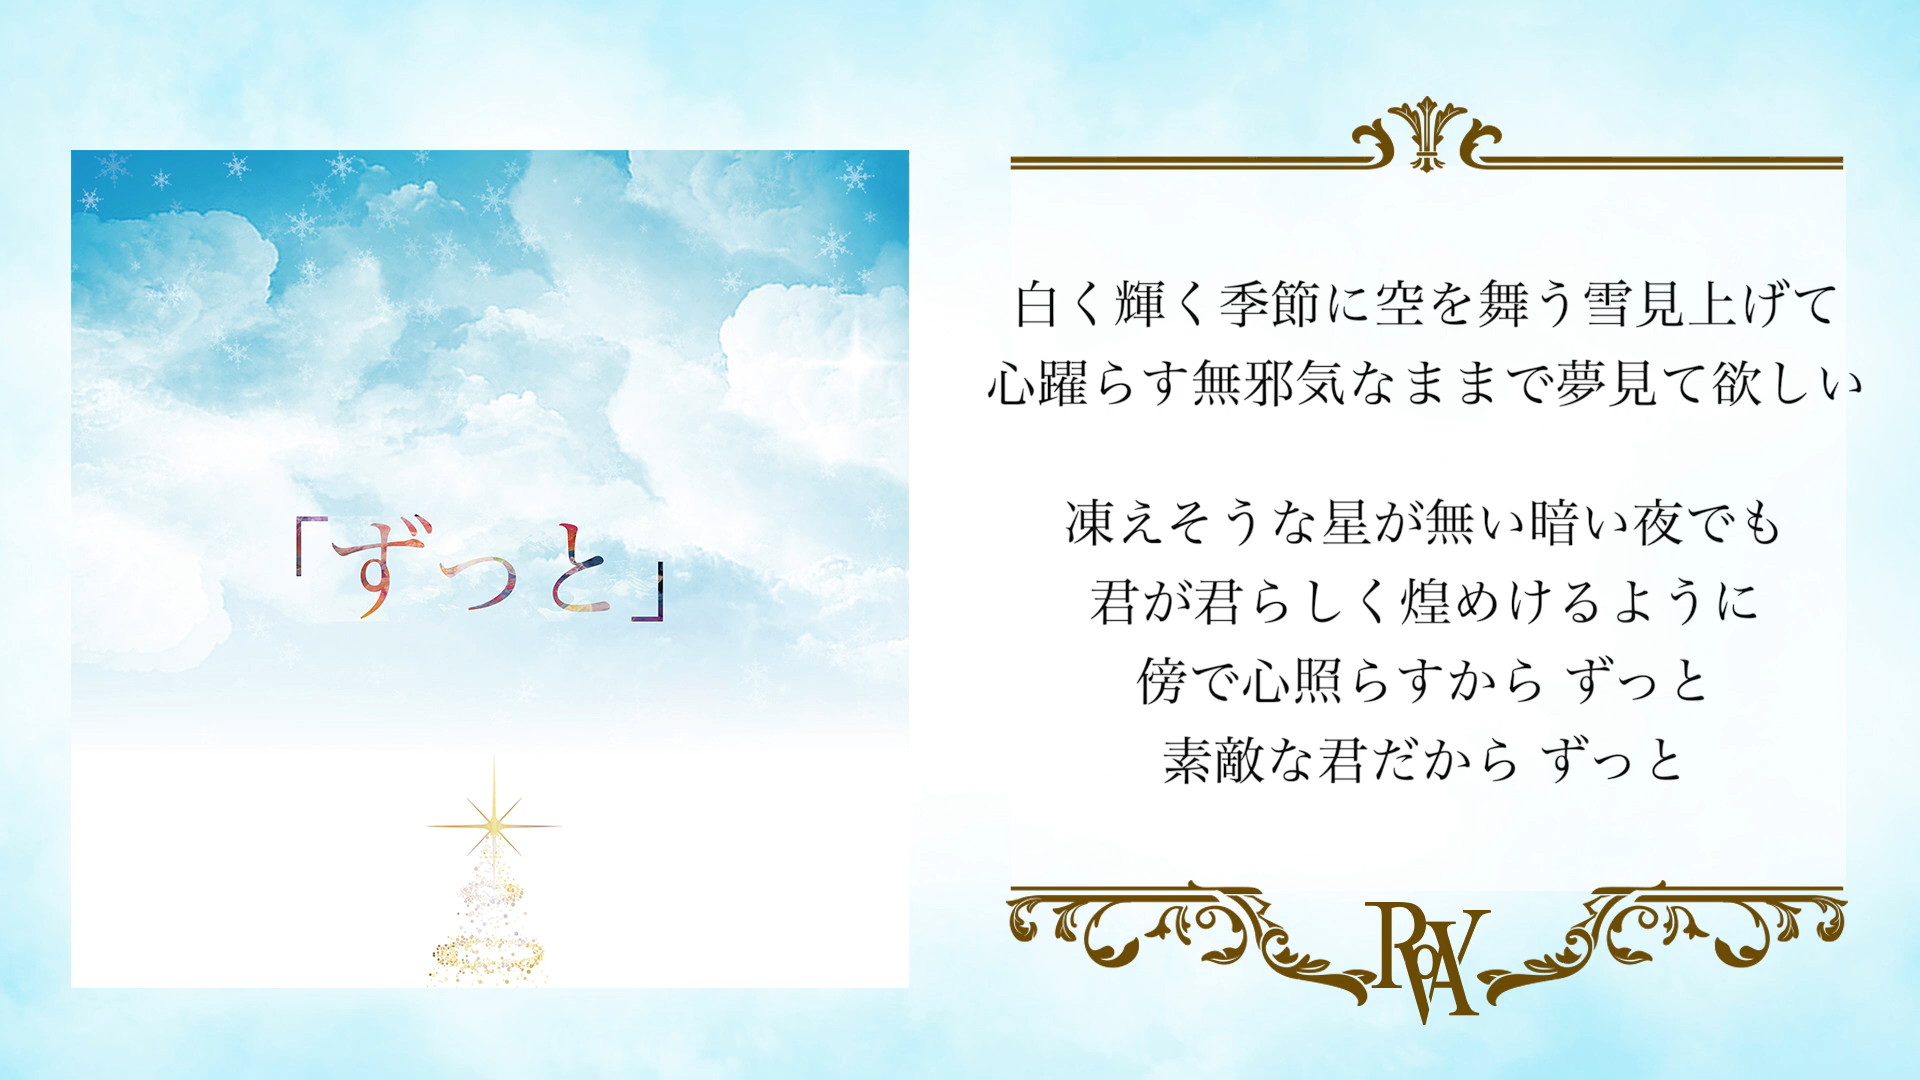 「ずっと」
白く輝く季節に空を舞う雪見上げて
心躍らす無邪気なままで夢見て欲しい
凍えそうな星が無い暗い夜でも
君が君らしく煌めけるように
傍で心照らすから ずっと
素敵な君だから ずっと